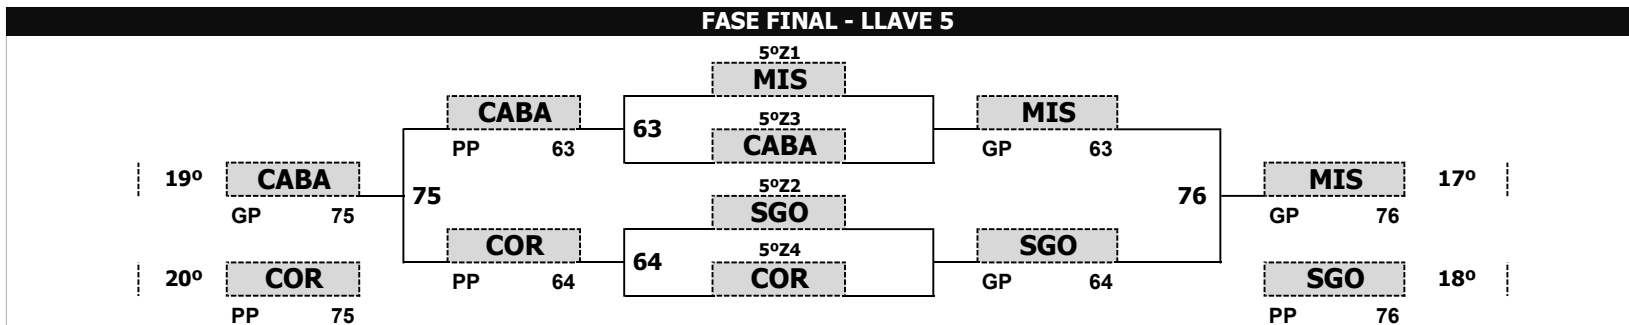 FASE FINAL - LLAVE 5
5ºZ1
MIS
CABA 63 5ºZ3 MIS
PP 63 CABA GP 63
19º CABA 5ºZ2 MIS 17º
75 SGO 76
GP 75 GP 76
COR 64 5ºZ4 SGO
20º COR PP 64 COR GP 64 SGO 18º
PP 75 PP 76